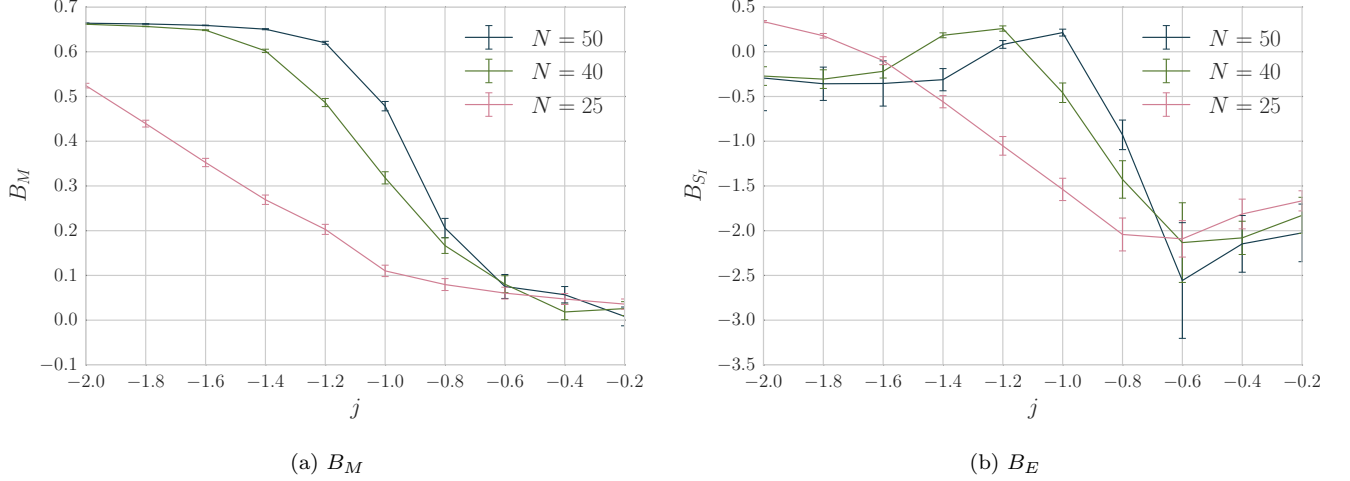 0.7
0.6
0.5
0.4
0.3
0.2
0.1
0.0
−0.1
B_M
−2.0 −1.8 −1.6 −1.4 −1.2 −1.0 −0.8 −0.6 −0.4 −0.2
j
N = 50
N = 40
N = 25
(a) B_M
0.5
0.0
−0.5
−1.0
−1.5
−2.0
−2.5
−3.0
−3.5
B_{S_I}
−2.0 −1.8 −1.6 −1.4 −1.2 −1.0 −0.8 −0.6 −0.4 −0.2
j
N = 50
N = 40
N = 25
(b) B_E